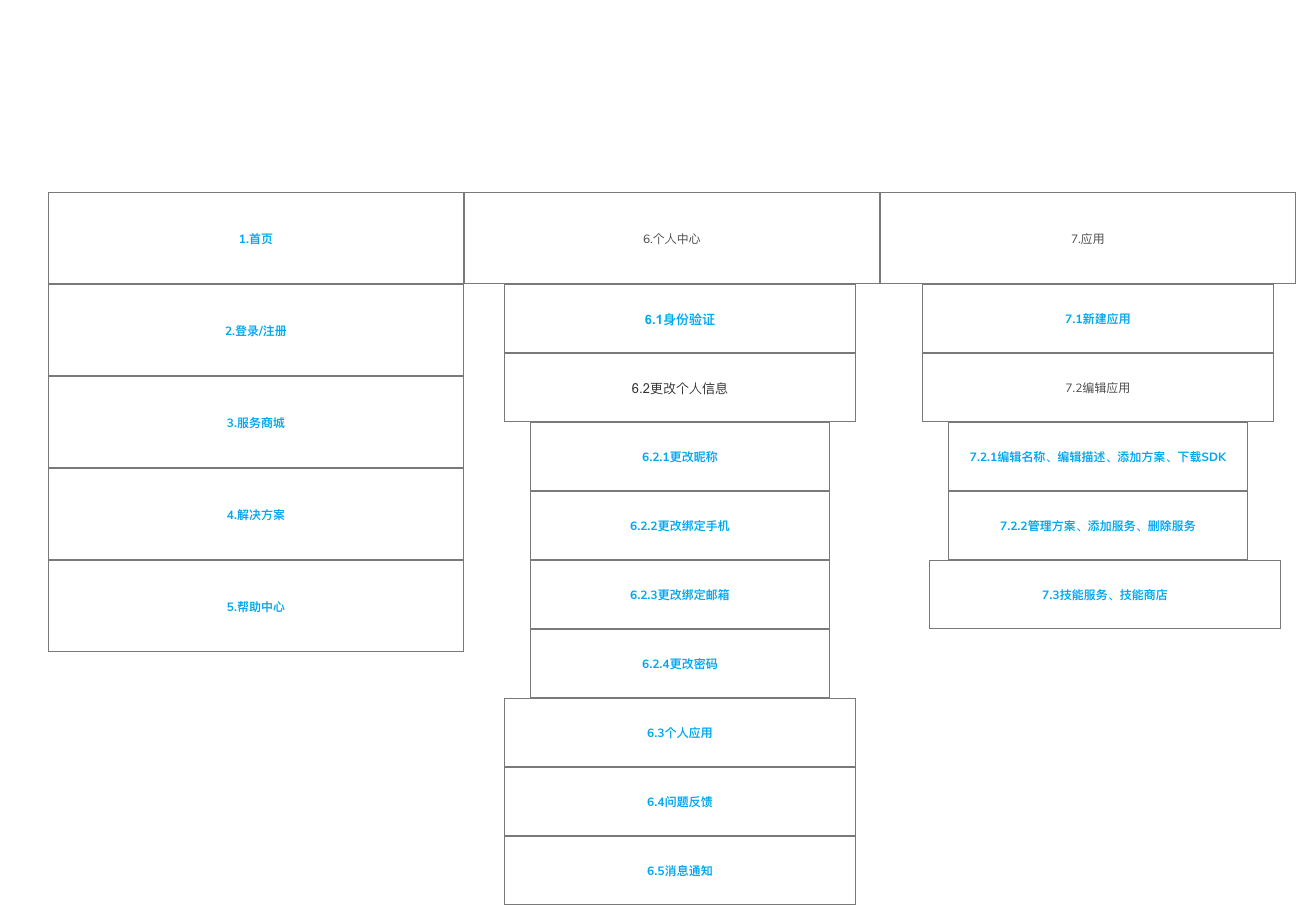 1.首页
2.登录/注册
3.服务商城
4.解决方案
5.帮助中心
6.个人中心
6.1身份验证
6.2更改个人信息
6.2.1更改昵称
6.2.2更改绑定手机
6.2.3更改绑定邮箱
6.2.4更改密码
6.3个人应用
6.4问题反馈
6.5消息通知
7.应用
7.1新建应用
7.2编辑应用
7.2.1编辑名称、编辑描述、添加方案、下载SDK
7.2.2管理方案、添加服务、删除服务
7.3技能服务、技能商店